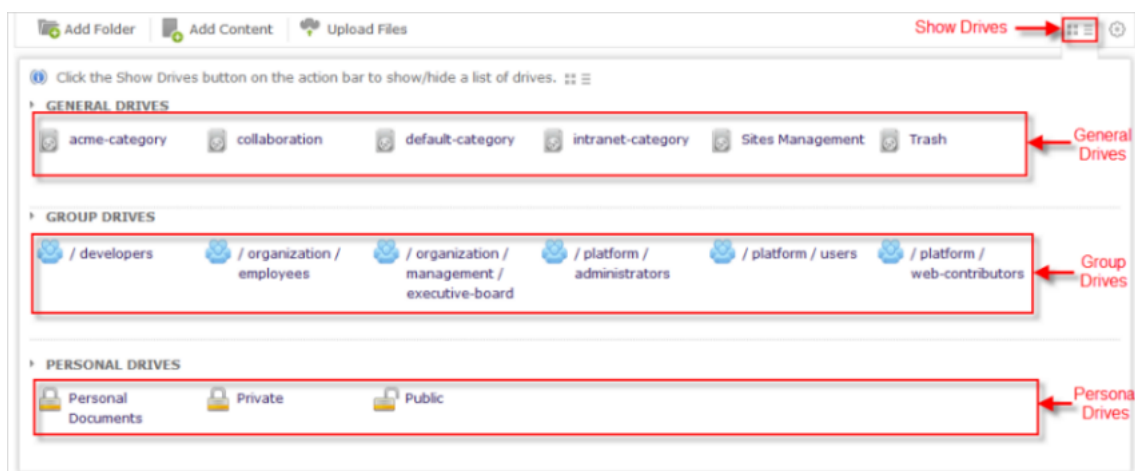 Add Folder Add Content Upload Files Show Drives
Click the Show Drives button on the action bar to show/hide a list of drives.
GENERAL DRIVES
acme-category collaboration default-category intranet-category Sites Management Trash
General
Drives
GROUP DRIVES
/ developers / organization / / organization / / platform / / platform / users / platform /
employees management / administrators web-contributors
executive-board
Group
Drives
PERSONAL DRIVES
Personal Private Public
Documents
Persona
Drives